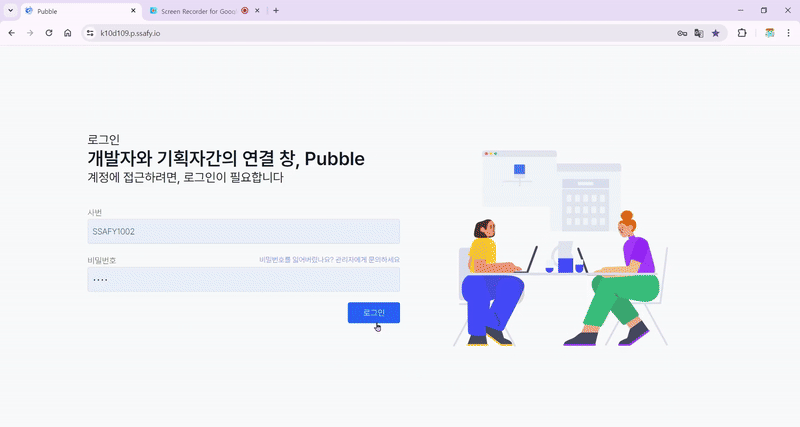 Pubble
Screen Recorder for Goo
k10d109.p.ssafy.io
로그인
개발자와 기획자간의 연결 창, Pubble
계정에 접근하려면, 로그인이 필요합니다
사번
SSAFY1002
비밀번호
비밀번호를 잃어버렸나요? 관리자에게 문의하세요
로그인